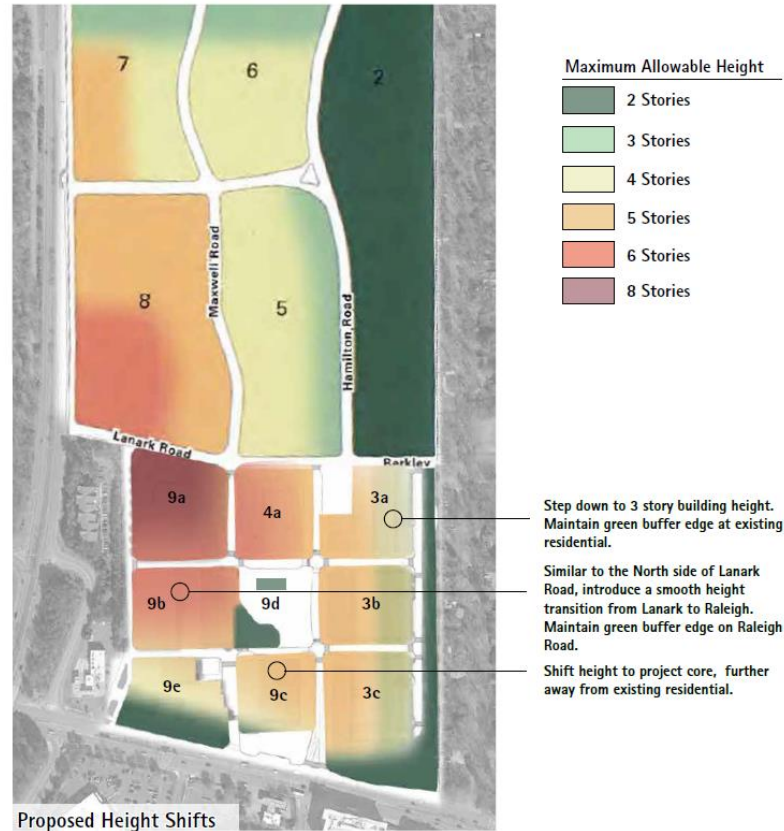 7
6
2
8
Maxwell Road
5
Hamilton Road
Lanark Road
Berkley
9a
4a
3a
9b
9d
3b
9e
9c
3c
Proposed Height Shifts
Maximum Allowable Height
2 Stories
3 Stories
4 Stories
5 Stories
6 Stories
8 Stories
Step down to 3 story building height.
Maintain green buffer edge at existing
residential.
Similar to the North side of Lanark
Road, introduce a smooth height
transition from Lanark to Raleigh.
Maintain green buffer edge on Raleigh
Road.
Shift height to project core, further
away from existing residential.